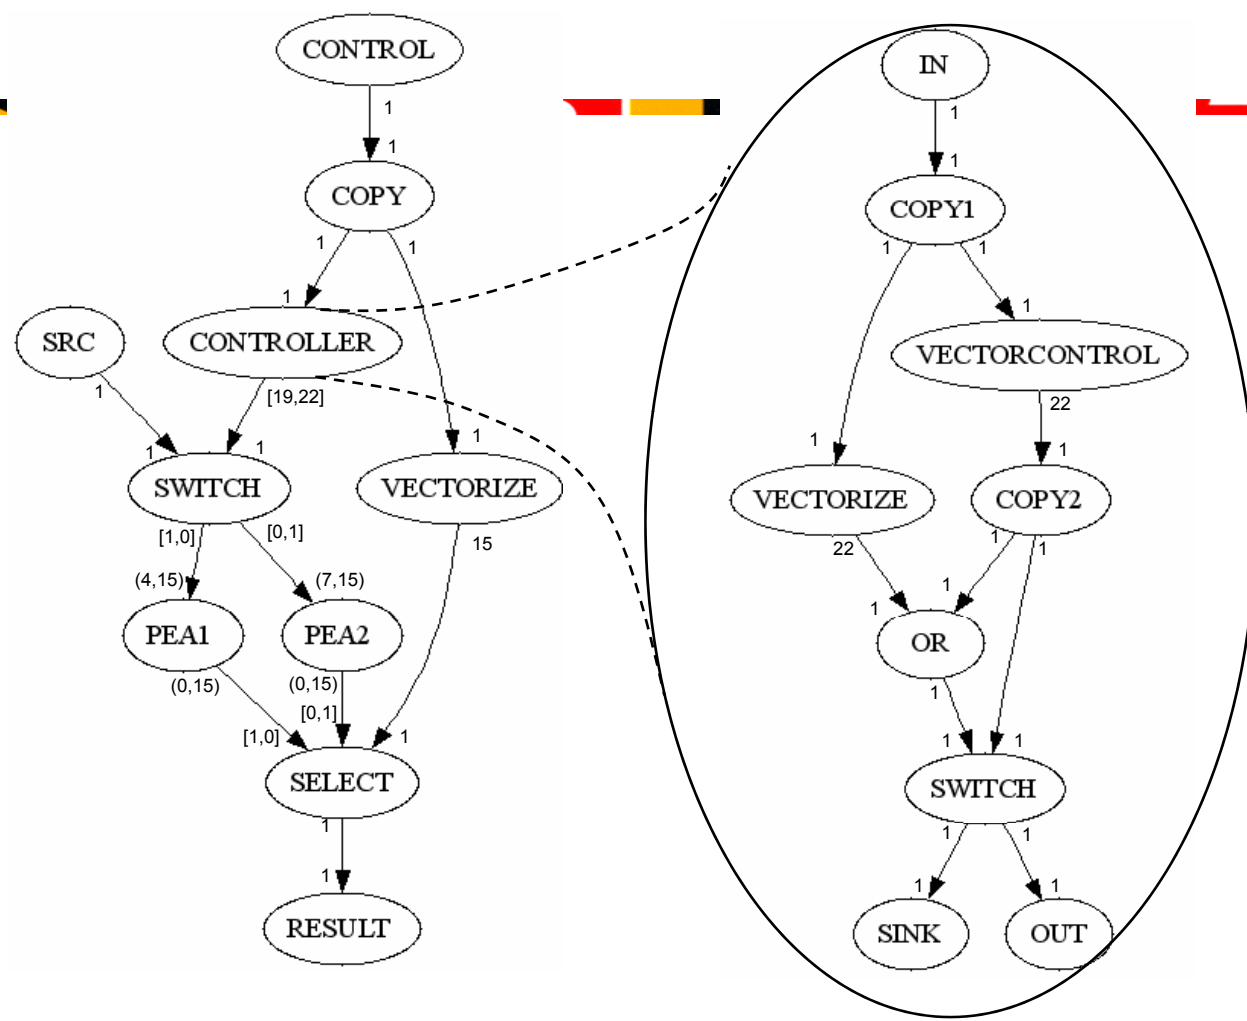 CONTROL
1
1
COPY
1
1
1
SRC
CONTROLLER
1
[19,22]
1
1
1
SWITCH
VECTORIZE
[1,0]
[0,1]
15
(4,15)
(7,15)
PEA1
PEA2
(0,15)
(0,15)
[0,1]
[1,0]
1
SELECT
1
1
RESULT
IN
1
1
COPY1
1
1
1
VECTORCONTROL
22
1
1
VECTORIZE
COPY2
22
1
1
1
1
OR
1
1
1
SWITCH
1
1
1
1
SINK
OUT